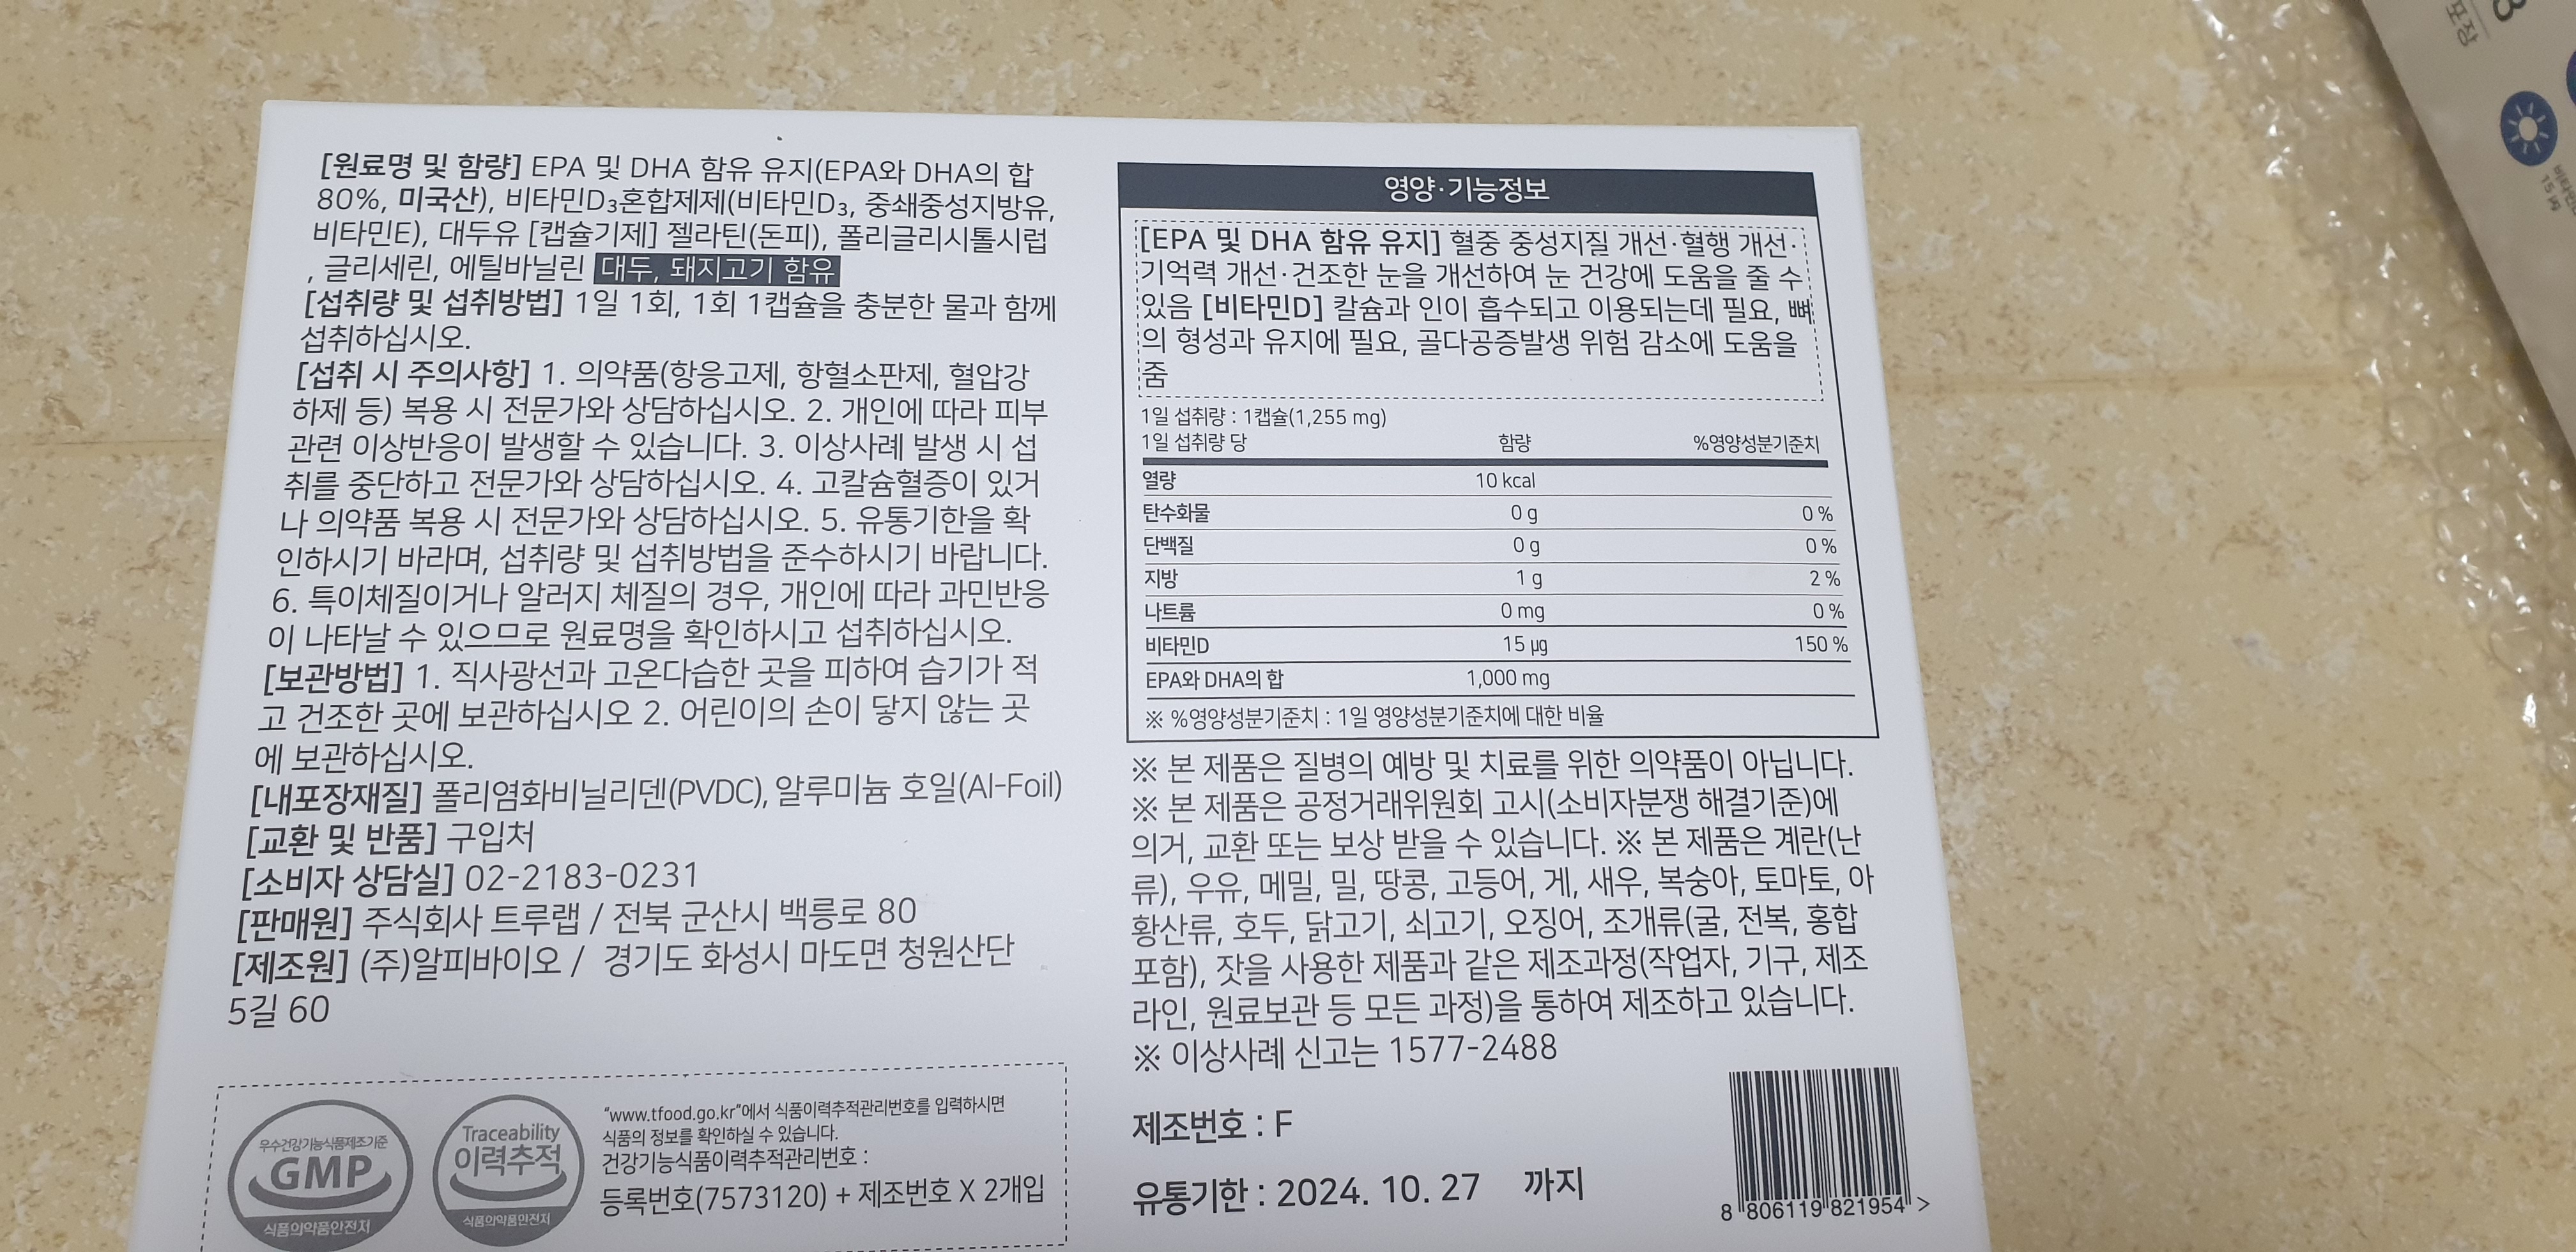 [원료명 및 함량] EPA 및 DHA 함유 유지(EPA와 DHA의 합
80%, 미국산), 비타민D₃혼합제제(비타민D₃, 중쇄중성지방유,
비타민E), 대두유 [캡슐기제] 젤라틴(돈피), 폴리글리시톨시럽
, 글리세린, 에틸바닐린 대두, 돼지고기 함유
[섭취량 및 섭취방법] 1일 1회, 1회 1캡슐을 충분한 물과 함께
섭취하십시오.
[섭취 시 주의사항] 1. 의약품(항응고제, 항혈소판제, 혈압강
하제 등) 복용 시 전문가와 상담하십시오. 2. 개인에 따라 피부
관련 이상반응이 발생할 수 있습니다. 3. 이상사례 발생 시 섭
취를 중단하고 전문가와 상담하십시오. 4. 고칼슘혈증이 있거
나 의약품 복용 시 전문가와 상담하십시오. 5. 유통기한을 확
인하시기 바라며, 섭취량 및 섭취방법을 준수하시기 바랍니다.
6. 특이체질이거나 알러지 체질의 경우, 개인에 따라 과민반응
이 나타날 수 있으므로 원료명을 확인하시고 섭취하십시오.
[보관방법] 1. 직사광선과 고온다습한 곳을 피하여 습기가 적
고 건조한 곳에 보관하십시오 2. 어린이의 손이 닿지 않는 곳
에 보관하십시오.
[내포장재질] 폴리염화비닐리덴(PVDC), 알루미늄 호일(Al-Foil)
[교환 및 반품] 구입처
[소비자 상담실] 02-2183-0231
[판매원] 주식회사 트루랩 / 전북 군산시 백릉로 80
[제조원] (주)알피바이오 / 경기도 화성시 마도면 청원산단
5길 60
우수건강기능식품제조기준
GMP
식품의약품안전처
Traceability
이력추적
식품의약품안전처
"www.tfood.go.kr"에서 식품이력추적관리번호를 입력하시면
식품의 정보를 확인하실 수 있습니다.
건강기능식품이력추적관리번호 :
등록번호(7573120) + 제조번호 X 2개입
영양·기능정보
[EPA 및 DHA 함유 유지] 혈중 중성지질 개선·혈행 개선·
기억력 개선·건조한 눈을 개선하여 눈 건강에 도움을 줄 수
있음 [비타민D] 칼슘과 인이 흡수되고 이용되는데 필요, 뼈
의 형성과 유지에 필요, 골다공증발생 위험 감소에 도움을
줌
1일 섭취량 : 1캡슐(1,255 mg)
1일 섭취량 당 함량 %영양성분기준치
열량 10 kcal
탄수화물 0 g 0 %
단백질 0 g 0 %
지방 1 g 2 %
나트륨 0 mg 0 %
비타민D 15 μg 150 %
EPA와 DHA의 합 1,000 mg
※ %영양성분기준치 : 1일 영양성분기준치에 대한 비율
※ 본 제품은 질병의 예방 및 치료를 위한 의약품이 아닙니다.
※ 본 제품은 공정거래위원회 고시(소비자분쟁 해결기준)에
의거, 교환 또는 보상 받을 수 있습니다. ※ 본 제품은 계란(난
류), 우유, 메밀, 밀, 땅콩, 고등어, 게, 새우, 복숭아, 토마토, 아
황산류, 호두, 닭고기, 쇠고기, 오징어, 조개류(굴, 전복, 홍합
포함), 잣을 사용한 제품과 같은 제조과정(작업자, 기구, 제조
라인, 원료보관 등 모든 과정)을 통하여 제조하고 있습니다.
※ 이상사례 신고는 1577-2488
제조번호 : F
유통기한 : 2024. 10. 27 까지
8 806119 821954 >
포장